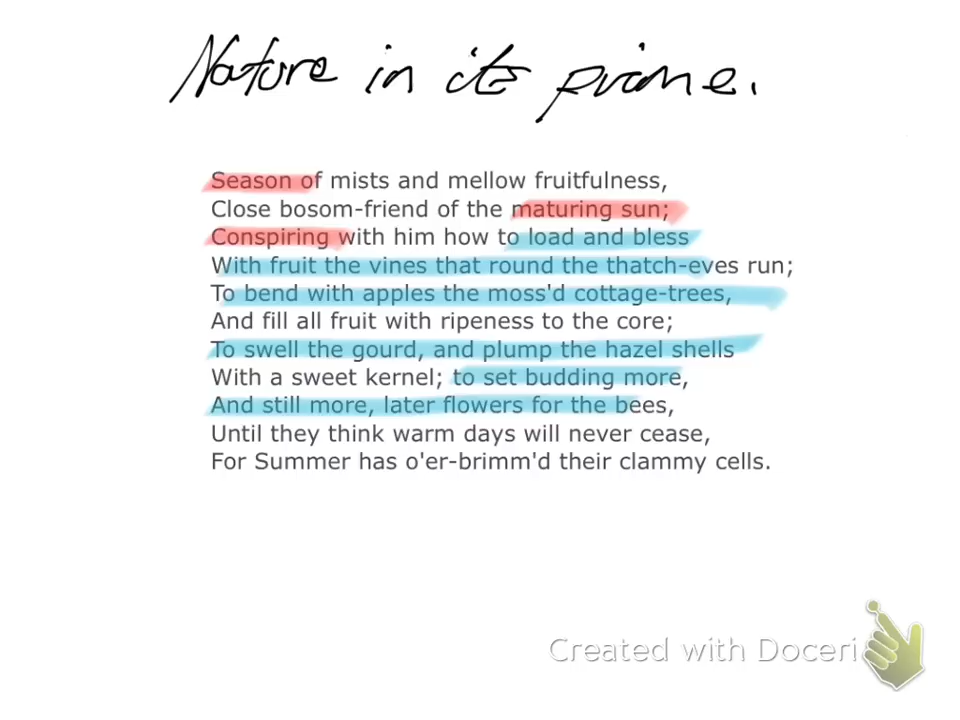 Nature in its prime.
Season of mists and mellow fruitfulness,
Close bosom-friend of the maturing sun;
Conspiring with him how to load and bless
With fruit the vines that round the thatch-eves run;
To bend with apples the moss'd cottage-trees,
And fill all fruit with ripeness to the core;
To swell the gourd, and plump the hazel shells
With a sweet kernel; to set budding more,
And still more, later flowers for the bees,
Until they think warm days will never cease,
For Summer has o'er-brimm'd their clammy cells.
Created with Doceri